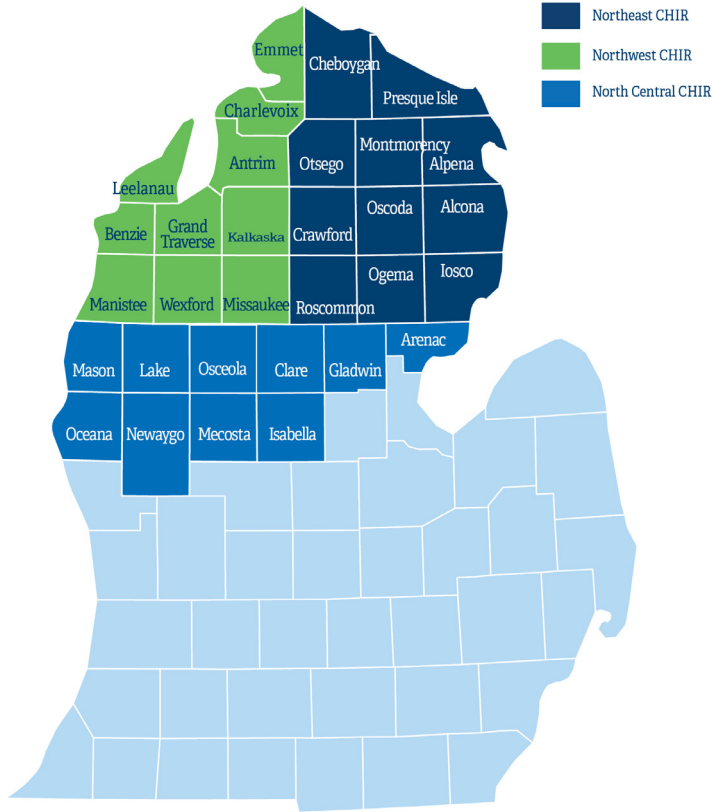 Northeast CHIR
Northwest CHIR
North Central CHIR
Emmet
Cheboygan
Presque Isle
Charlevoix
Antrim
Otsego
Montmorency
Alpena
Leelanau
Benzie
Grand
Traverse
Kalkaska
Crawford
Oscoda
Alcona
Manistee
Wexford
Missaukee
Roscommon
Ogema
Iosco
Mason
Lake
Osceola
Clare
Gladwin
Arenac
Oceana
Newaygo
Mecosta
Isabella